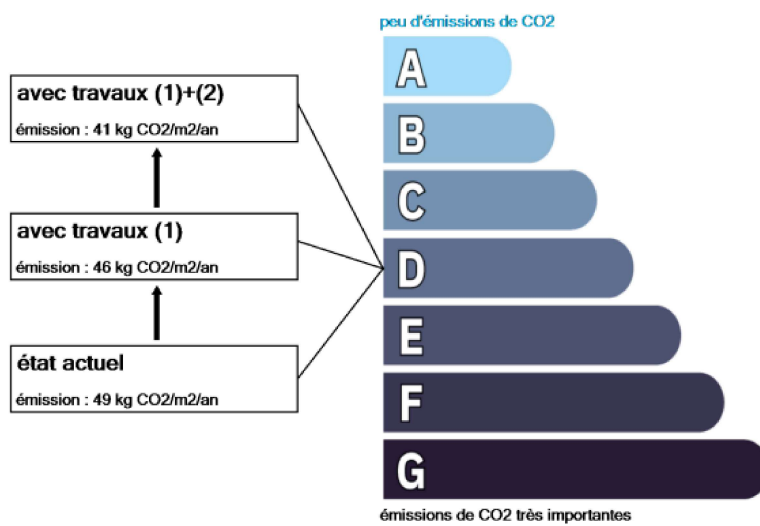 peu d'émissions de CO2
A
avec travaux (1)+(2)
émission : 41 kg CO2/m2/an
B
C
avec travaux (1)
émission : 46 kg CO2/m2/an
D
E
état actuel
émission : 49 kg CO2/m2/an
F
G
émissions de CO2 très importantes